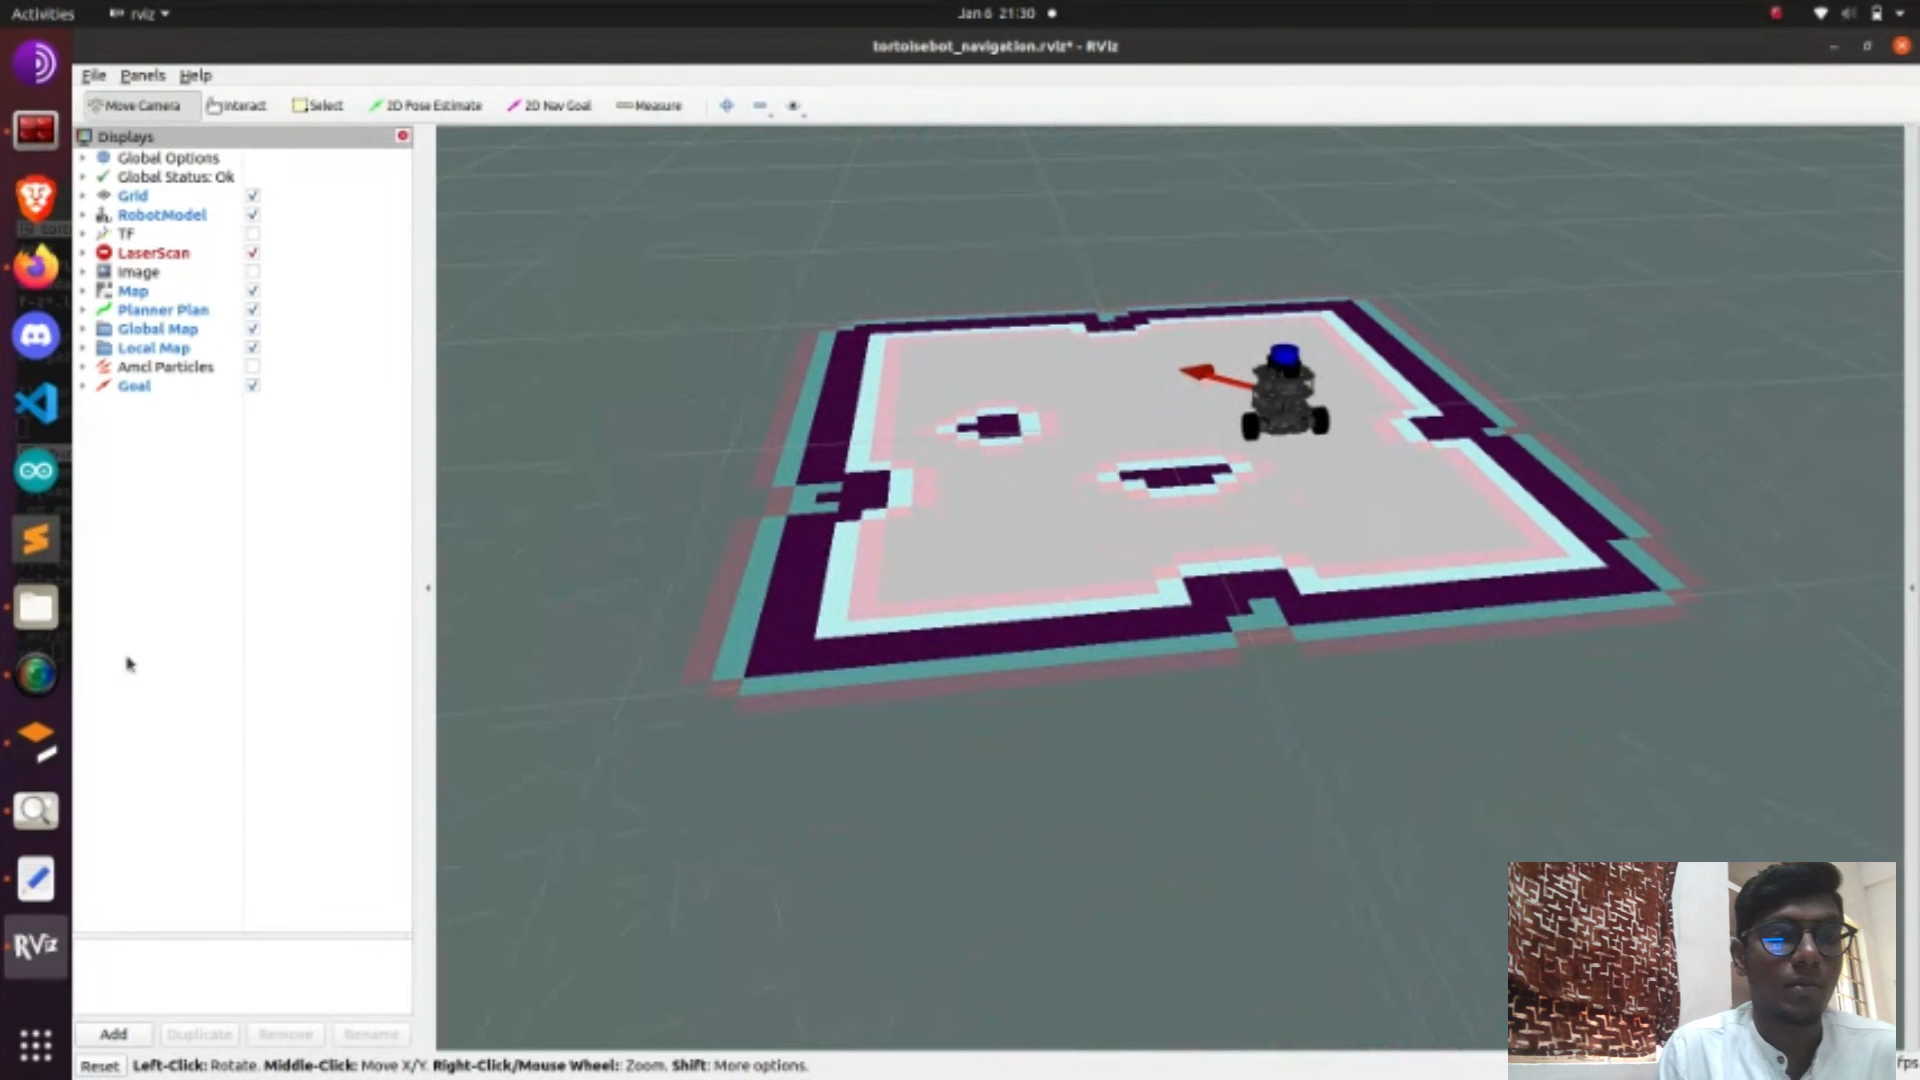 Activities
rviz
Jan 6 21:30
tortoisebot_navigation.rviz* - RViz
File Panels Help
Move Camera Interact Select 2D Pose Estimate 2D Nav Goal Measure
Displays
Global Options
Global Status: Ok
Grid
RobotModel
TF
LaserScan
Image
Map
Planner Plan
Global Map
Local Map
Amcl Particles
Goal
RViz
Add Duplicate Remove Rename
Reset Left-Click: Rotate. Middle-Click: Move X/Y. Right-Click/Mouse Wheel:: Zoom. Shift: More options.
fps